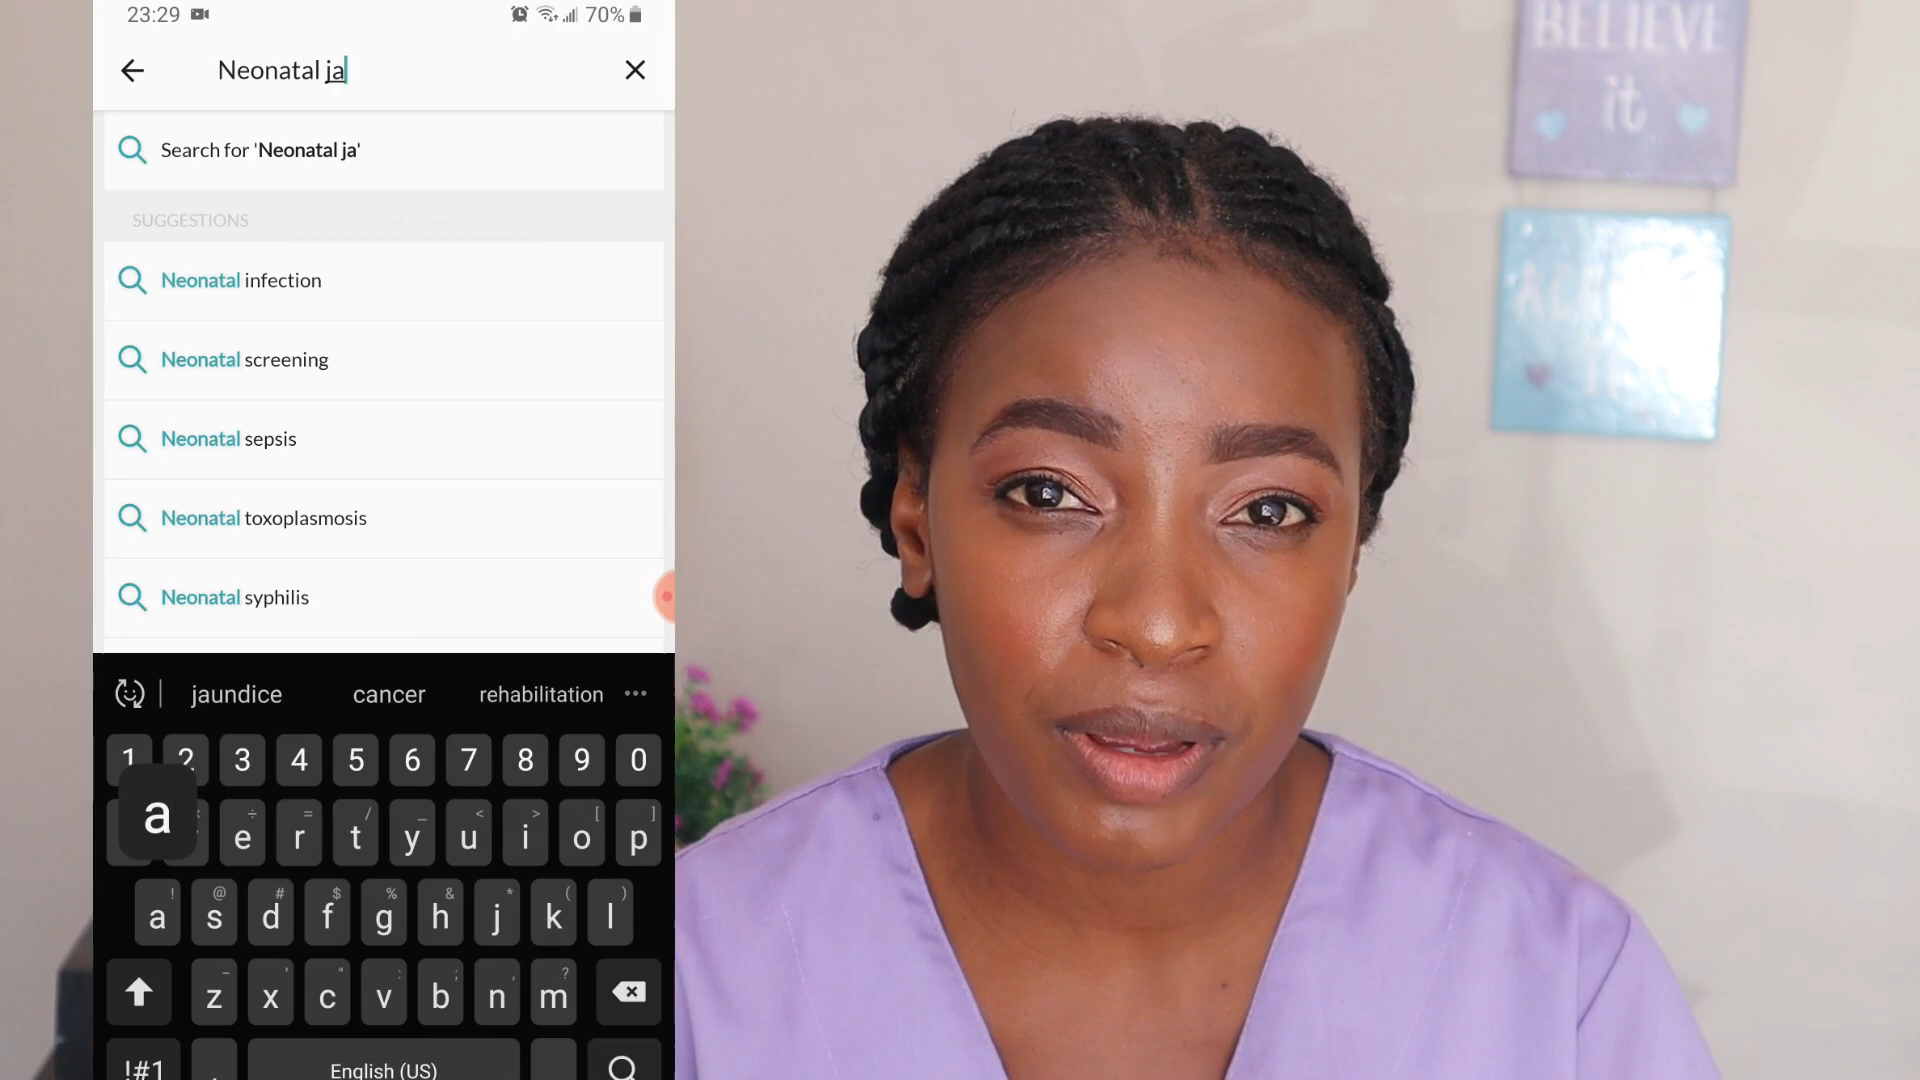 23:29 70%
Neonatal ja
Search for 'Neonatal ja'
SUGGESTIONS
Neonatal infection
Neonatal screening
Neonatal sepsis
Neonatal toxoplasmosis
Neonatal syphilis
jaundice cancer rehabilitation
1 2 3 4 5 6 7 8 9 0
a
÷ = / _ < > [ ]
e r t y u i o p
! @ # $ % & * ( )
a s d f g h j k l
- ' " : ; , ?
z x c v b n m
!#1 . English (US)
BELIEVE
it